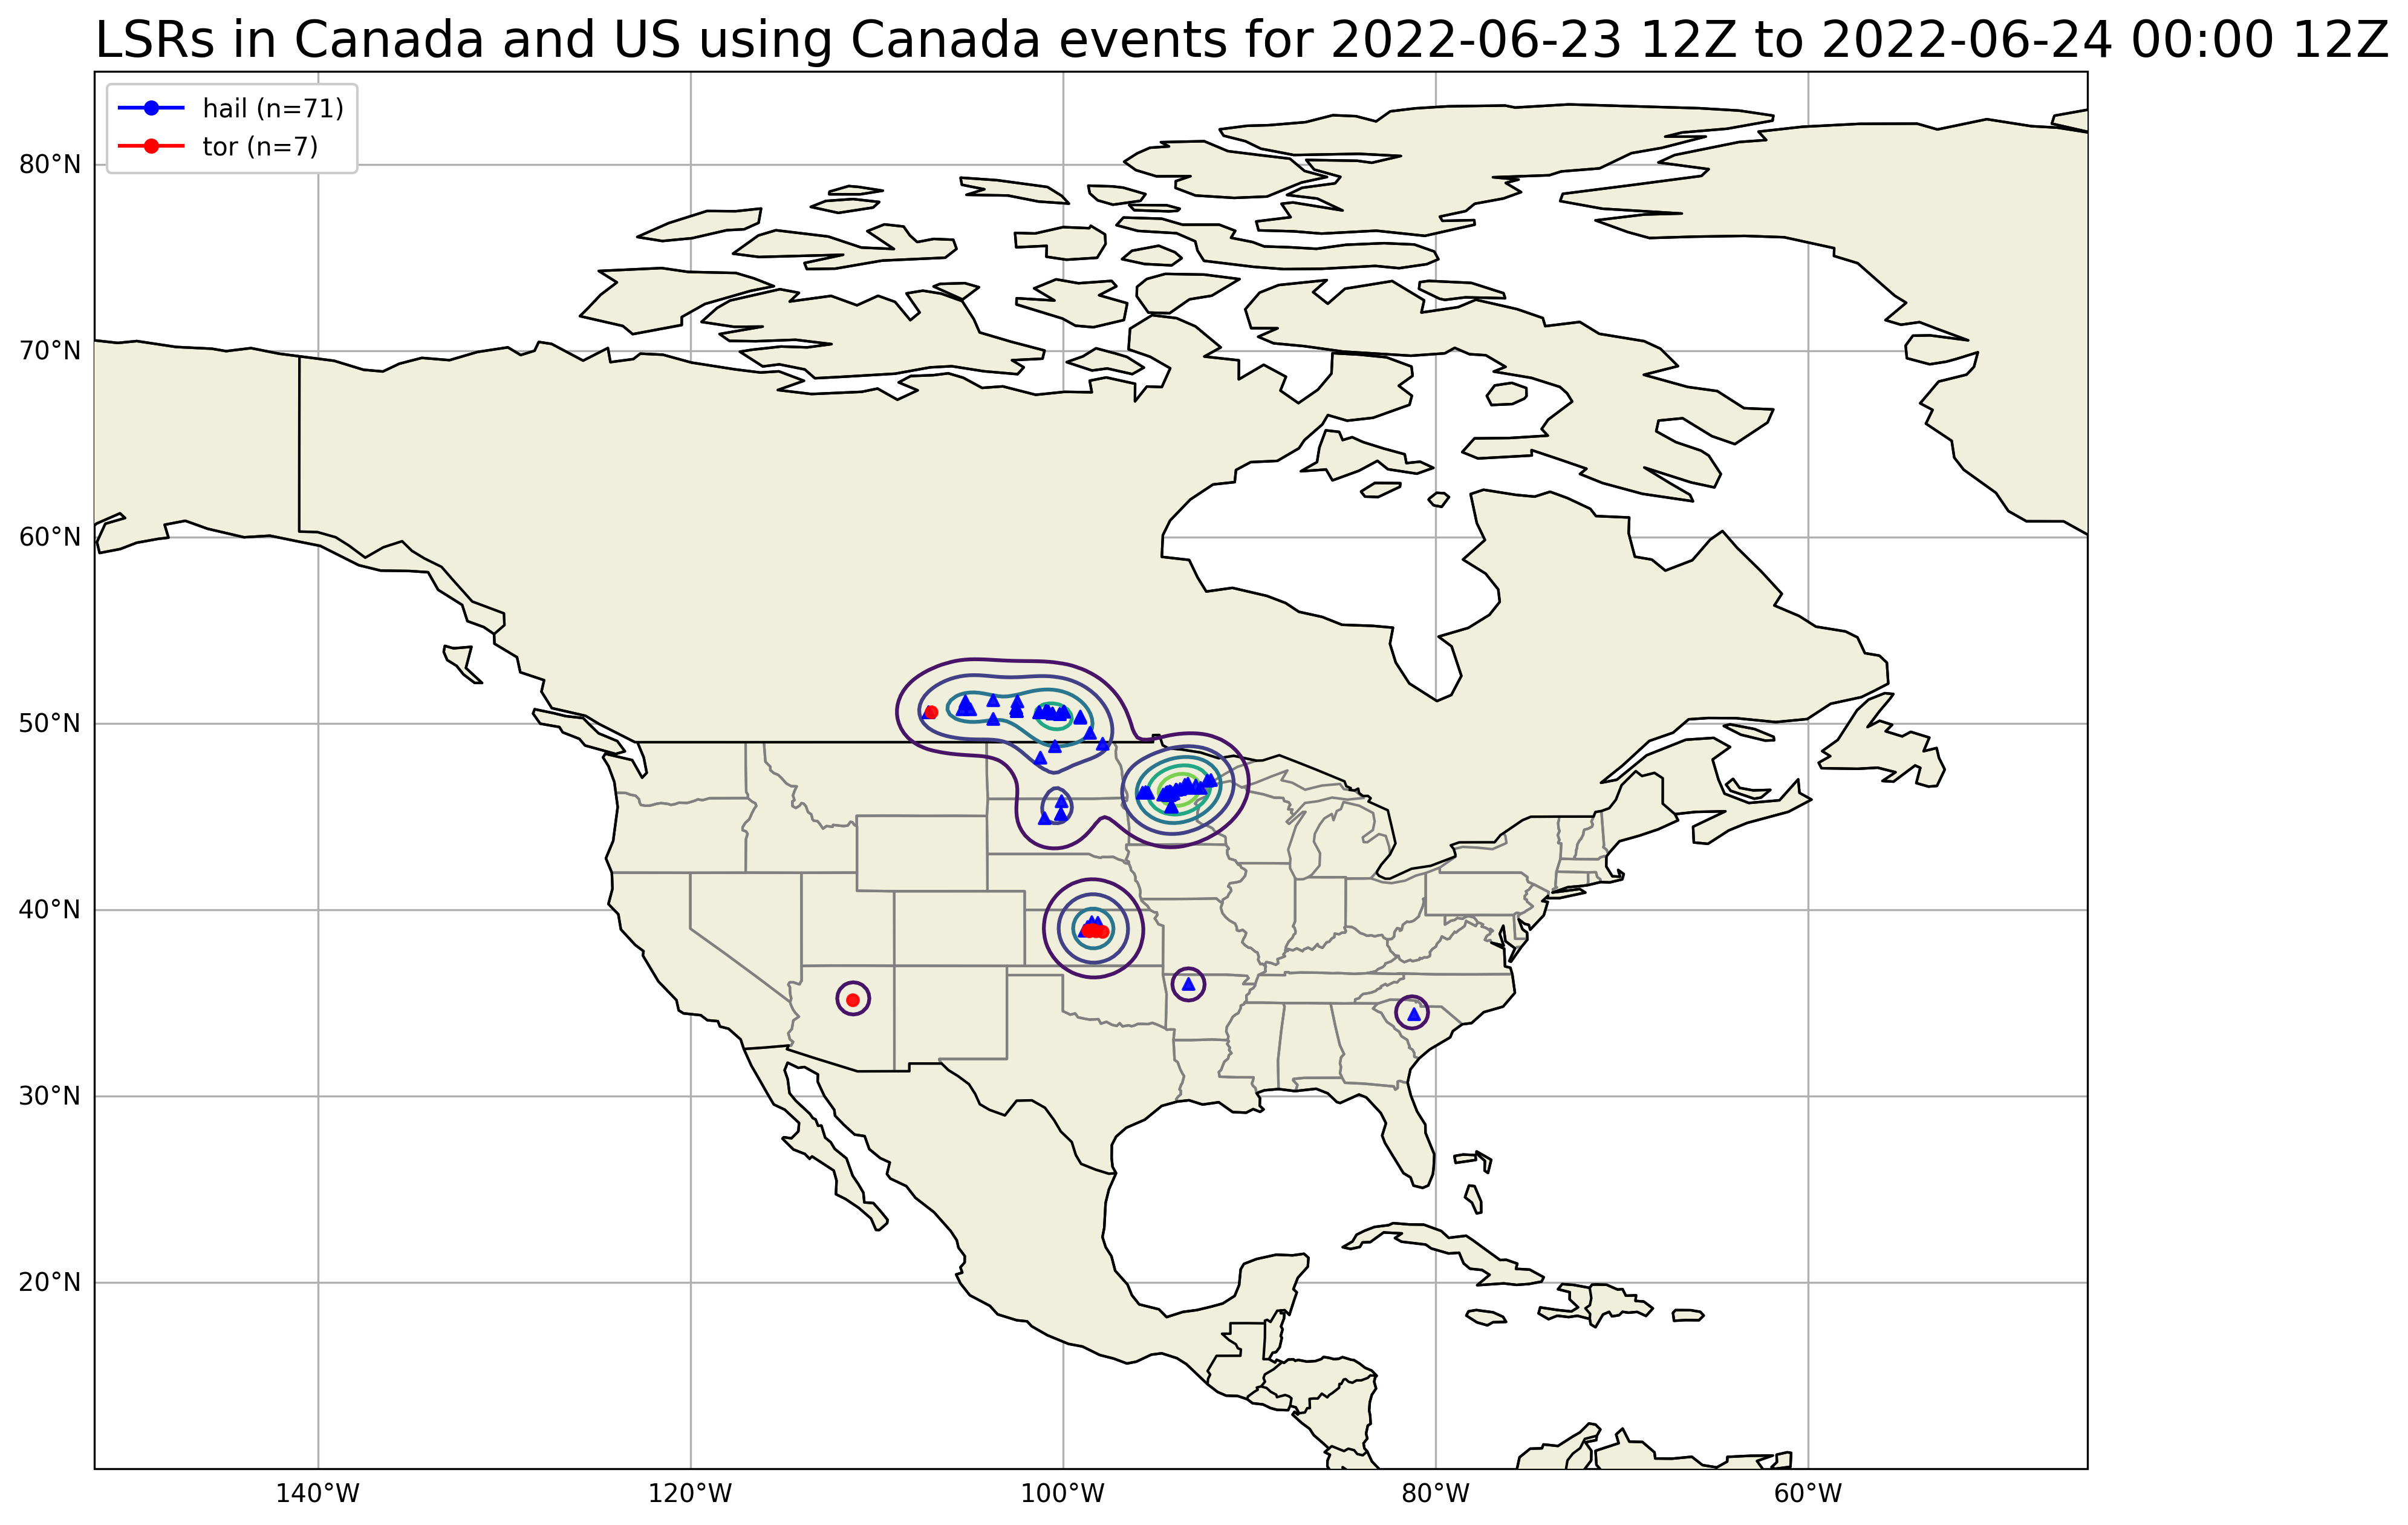 LSRs in Canada and US using Canada events for 2022-06-23 12Z to 2022-06-24 00:00 12Z
hail (n=71)
tor (n=7)
80°N
70°N
60°N
50°N
40°N
30°N
20°N
140°W 120°W 100°W 80°W 60°W